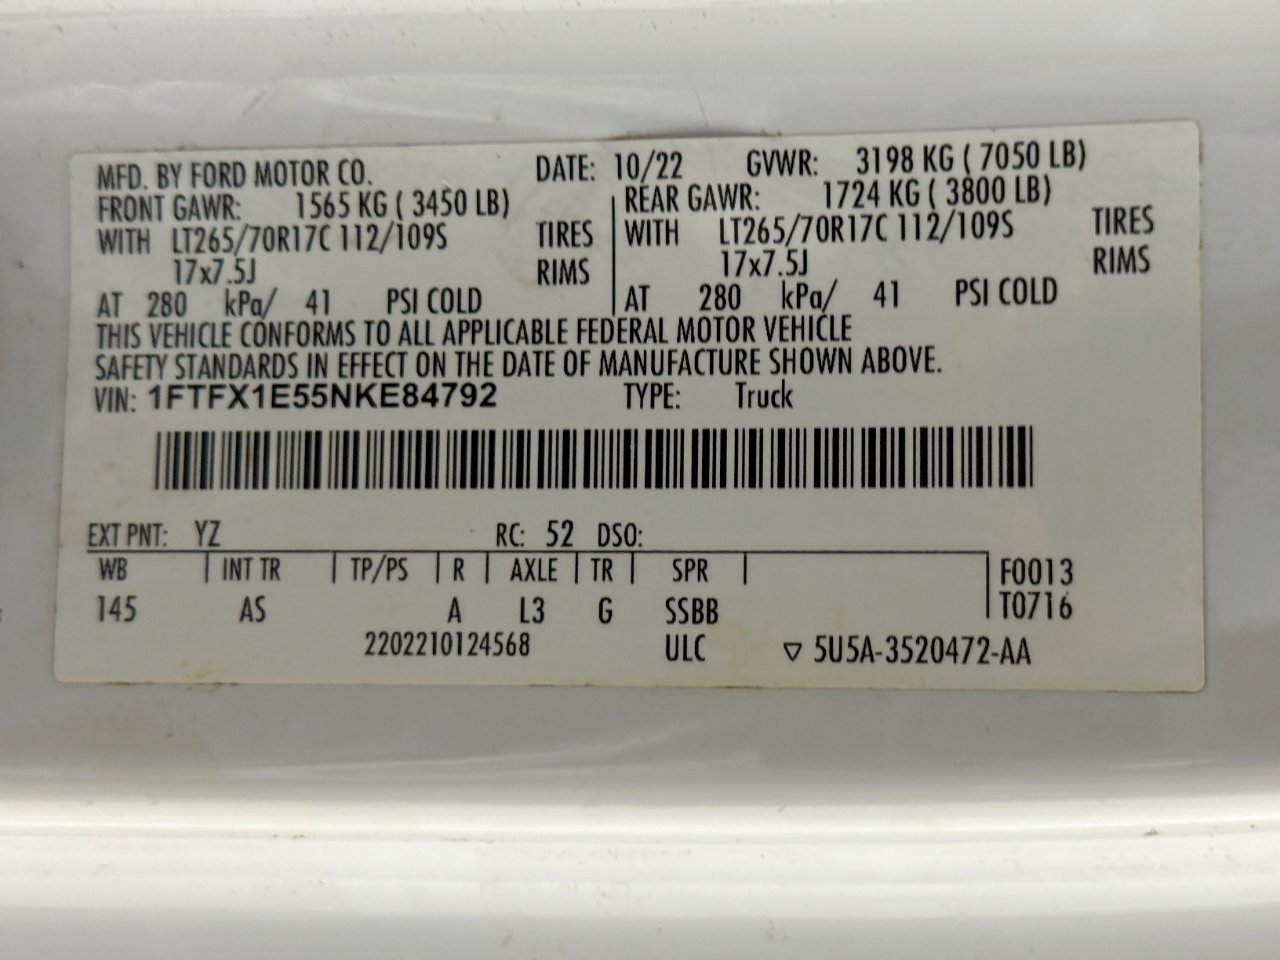 MFD. BY FORD MOTOR CO. DATE: 10/22 GVWR: 3198 KG ( 7050 LB)
FRONT GAWR: 1565 KG ( 3450 LB) REAR GAWR: 1724 KG ( 3800 LB)
WITH LT265/70R17C 112/109S TIRES WITH LT265/70R17C 112/109S TIRES
17x7.5J RIMS 17x7.5J RIMS
AT 280 kPa/ 41 PSI COLD AT 280 kPa/ 41 PSI COLD
THIS VEHICLE CONFORMS TO ALL APPLICABLE FEDERAL MOTOR VEHICLE
SAFETY STANDARDS IN EFFECT ON THE DATE OF MANUFACTURE SHOWN ABOVE.
VIN: 1FTFX1E55NKE84792 TYPE: Truck
EXT PNT: YZ RC: 52 DSO:
WB INT TR TP/PS R AXLE TR SPR F0013
145 AS A L3 G SSBB T0716
2202210124568 ULC ▽ 5U5A-3520472-AA